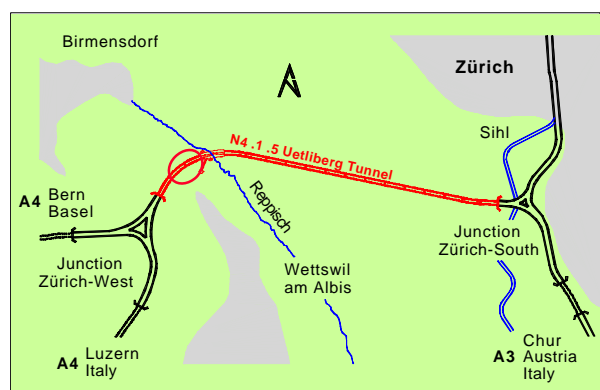 Birmensdorf
Zürich
N4 .1 .5 Uetliberg Tunnel
Sihl
A4 Bern
Basel
Reppisch
Junction
Zürich-West
Wettswil
am Albis
Junction
Zürich-South
A4 Luzern
Italy
A3 Chur
Austria
Italy